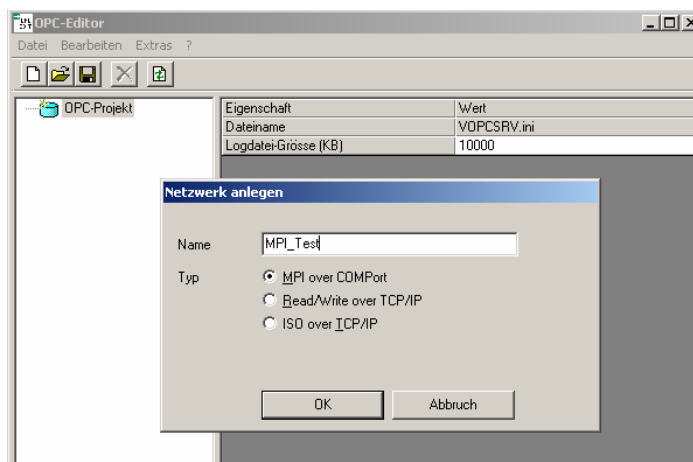 OPC-Editor
Datei Bearbeiten Extras ?
OPC-Projekt
Eigenschaft Wert
Dateiname VOPCSRV.ini
Logdatei-Grösse (KB) 10000
Netzwerk anlegen
Name MPI_Test
Typ MPI over COMPort
Read/Write over TCP/IP
ISO over TCP/IP
OK Abbruch